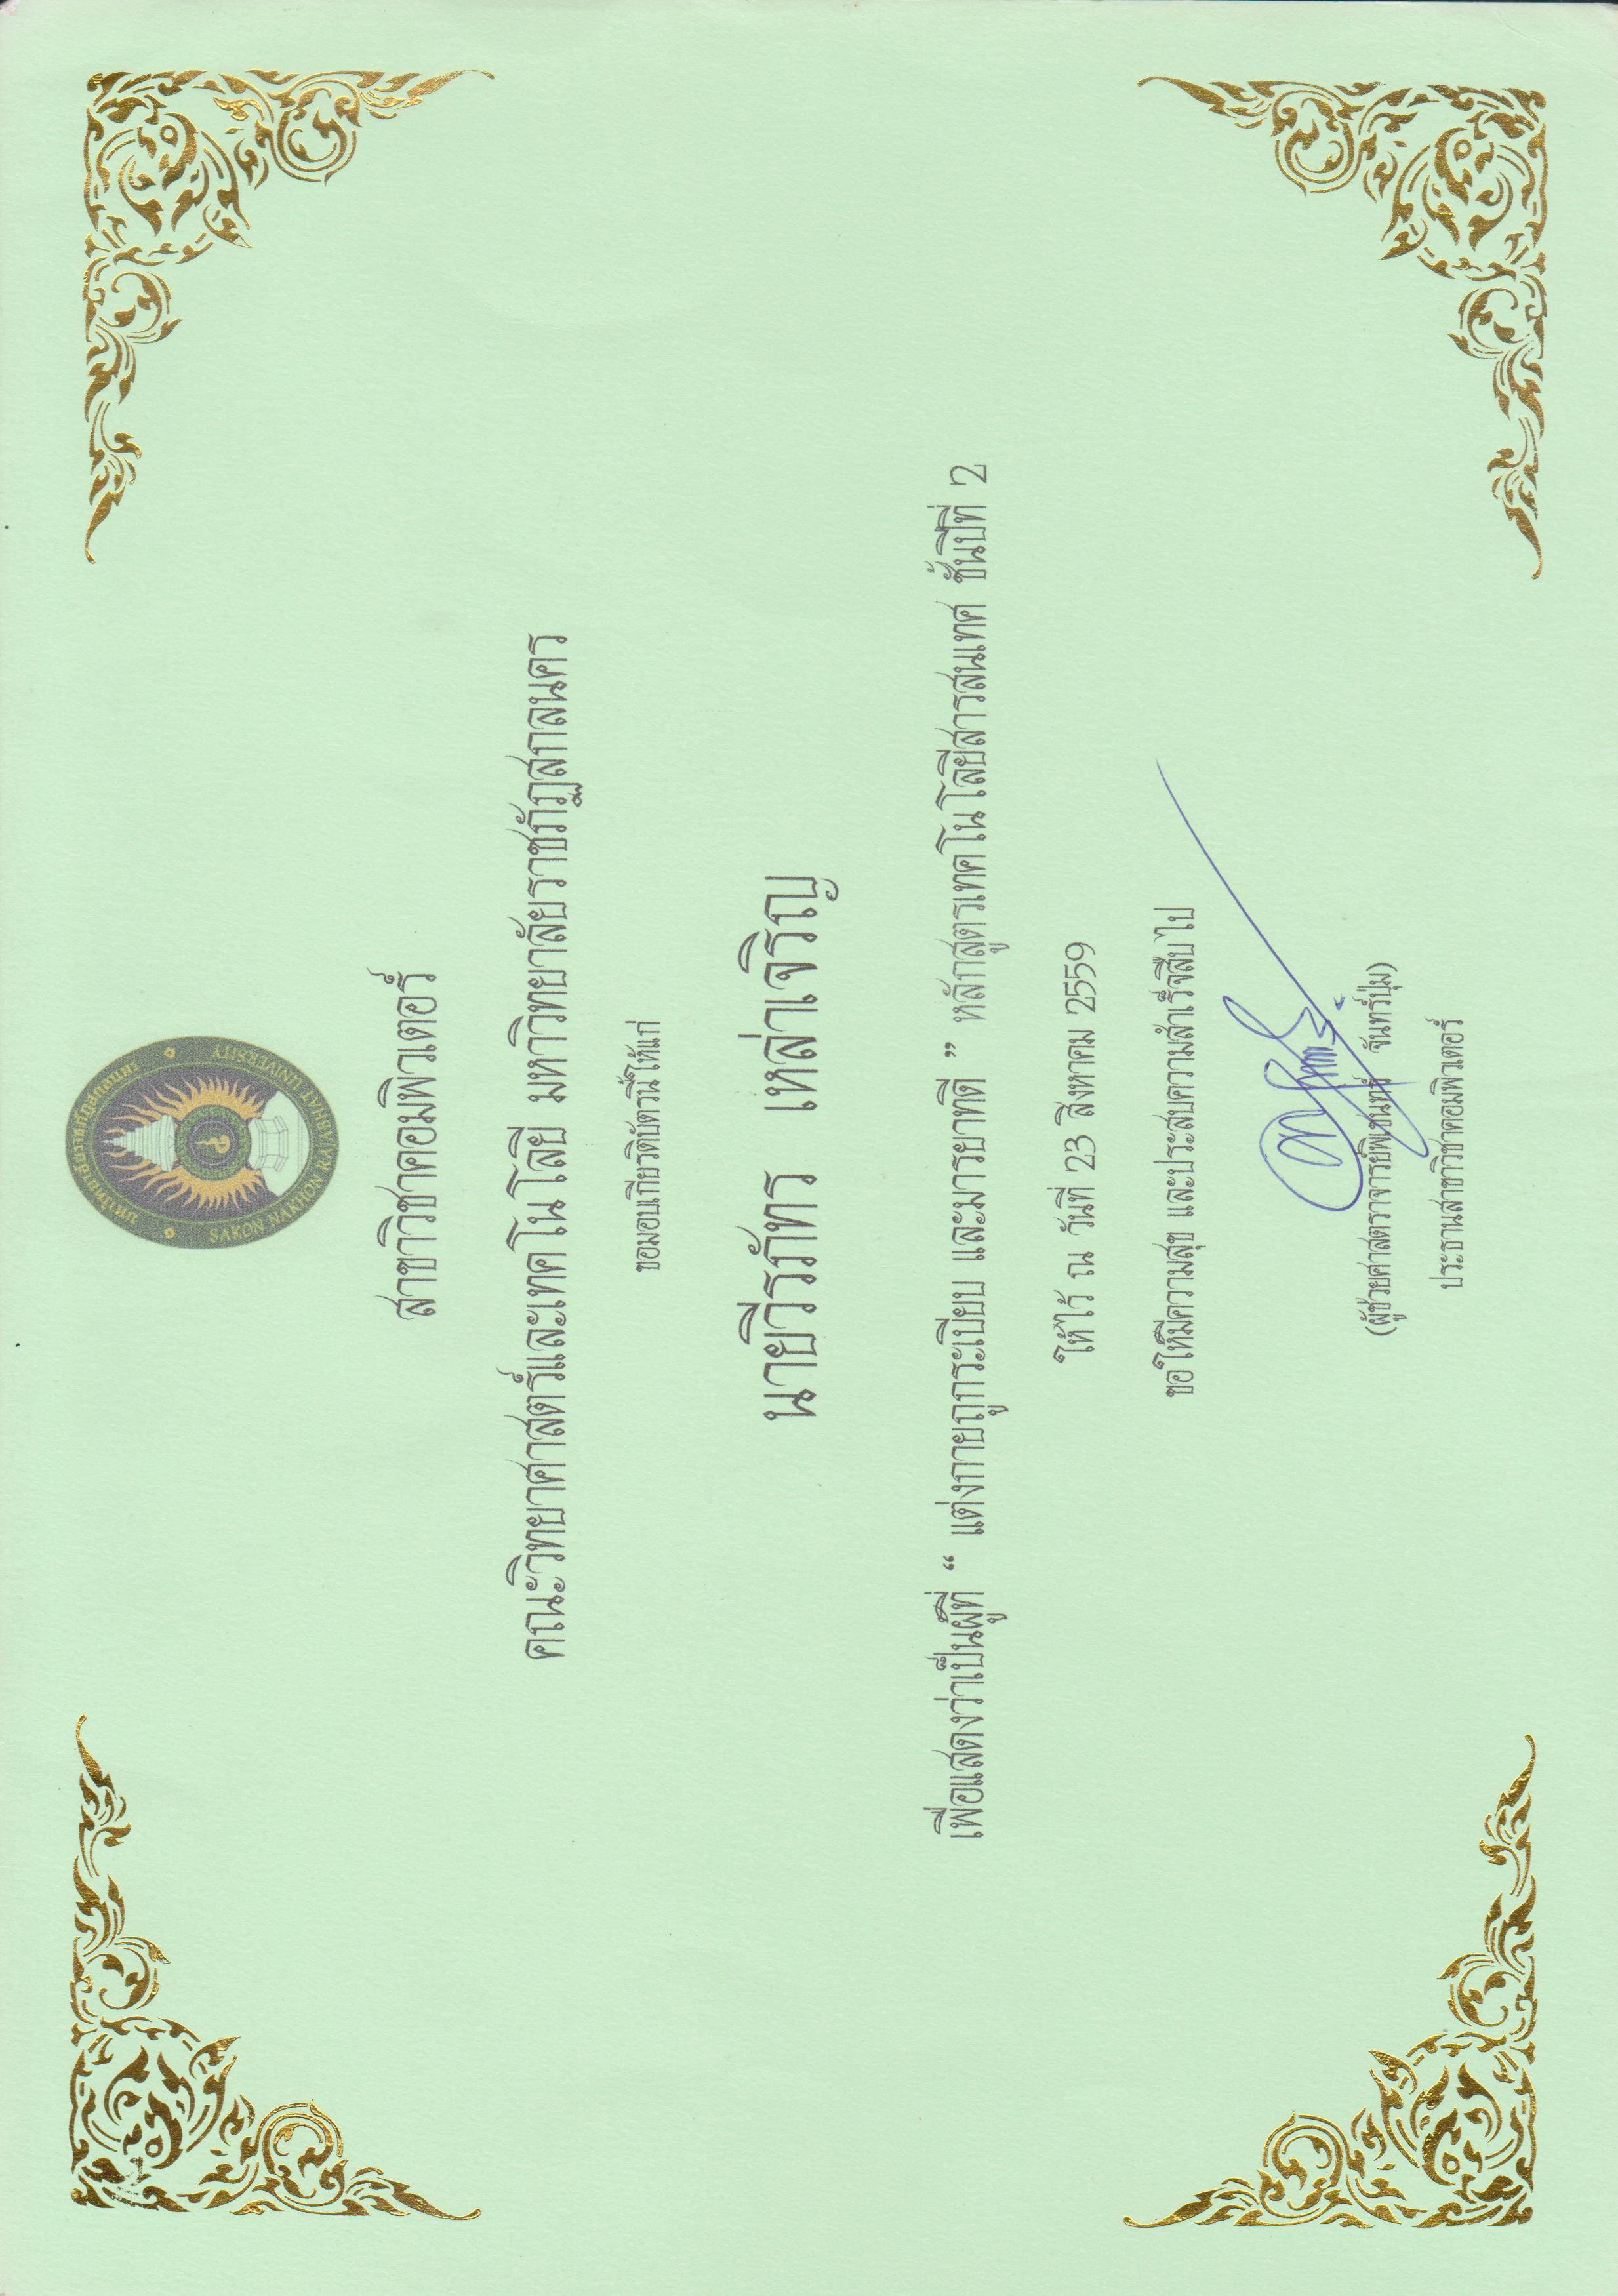 มหาวิทยาลัยราชภัฏสกลนคร
SAKON NAKHON RAJABHAT UNIVERSITY
สาขาวิชาคอมพิวเตอร์
คณะวิทยาศาสตร์และเทคโนโลยี มหาวิทยาลัยราชภัฏสกลนคร
ขอมอบเกียรติบัตรนี้ให้แก่
นายวีรภัทร เหล่าเจริญ
เพื่อแสดงว่าเป็นผู้ที่ “ แต่งกายถูกระเบียบ และมารยาทดี ” หลักสูตรเทคโนโลยีสารสนเทศ ชั้นปีที่ 2
ให้ไว้ ณ วันที่ 23 สิงหาคม 2559
ขอให้มีความสุข และประสบความสำเร็จสืบไป
(ผู้ช่วยศาสตราจารย์พิเชนทร์ จันทร์ปุ่ม)
ประธานสาขาวิชาคอมพิวเตอร์